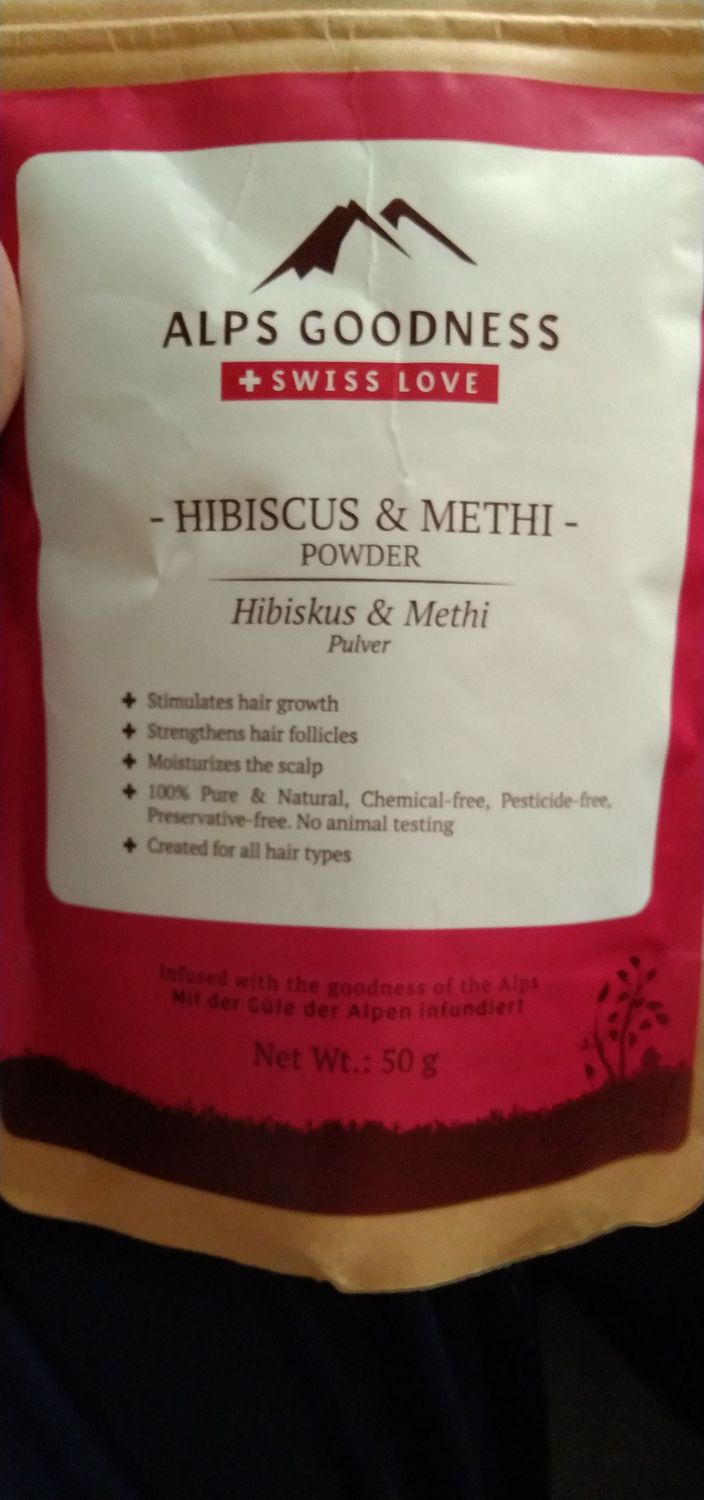 ALPS GOODNESS
+SWISS LOVE
- HIBISCUS & METHI -
POWDER
Hibiskus & Methi
Pulver
+ Stimulates hair growth
+ Strengthens hair follicles
+ Moisturizes the scalp
+ 100% Pure & Natural, Chemical-free, Pesticide-free,
Preservative-free. No animal testing
+ Created for all hair types
Infused with the goodness of the Alps
Mit der Güte der Alpen infundiert
Net Wt.: 50 g